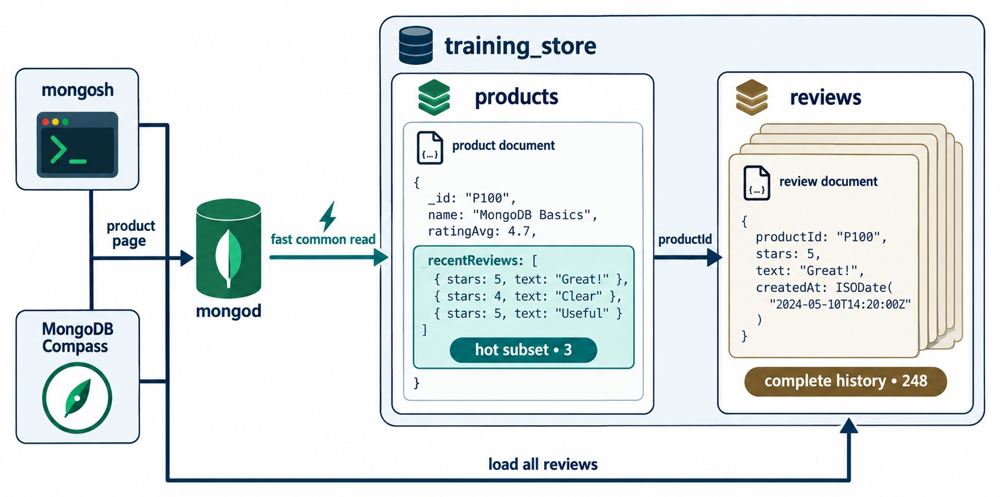 training_store
mongosh
MongoDB
Compass
product
page
mongod
fast common read
products
{...}
product document
{
_id: "P100",
name: "MongoDB Basics",
ratingAvg: 4.7,
recentReviews: [
{ stars: 5, text: "Great!" },
{ stars: 4, text: "Clear" },
{ stars: 5, text: "Useful" }
]
hot subset • 3
}
productId
reviews
{...}
review document
{
productId: "P100",
stars: 5,
text: "Great!",
createdAt: ISODate(
"2024-05-10T14:20:00Z"
)
}
complete history • 248
load all reviews